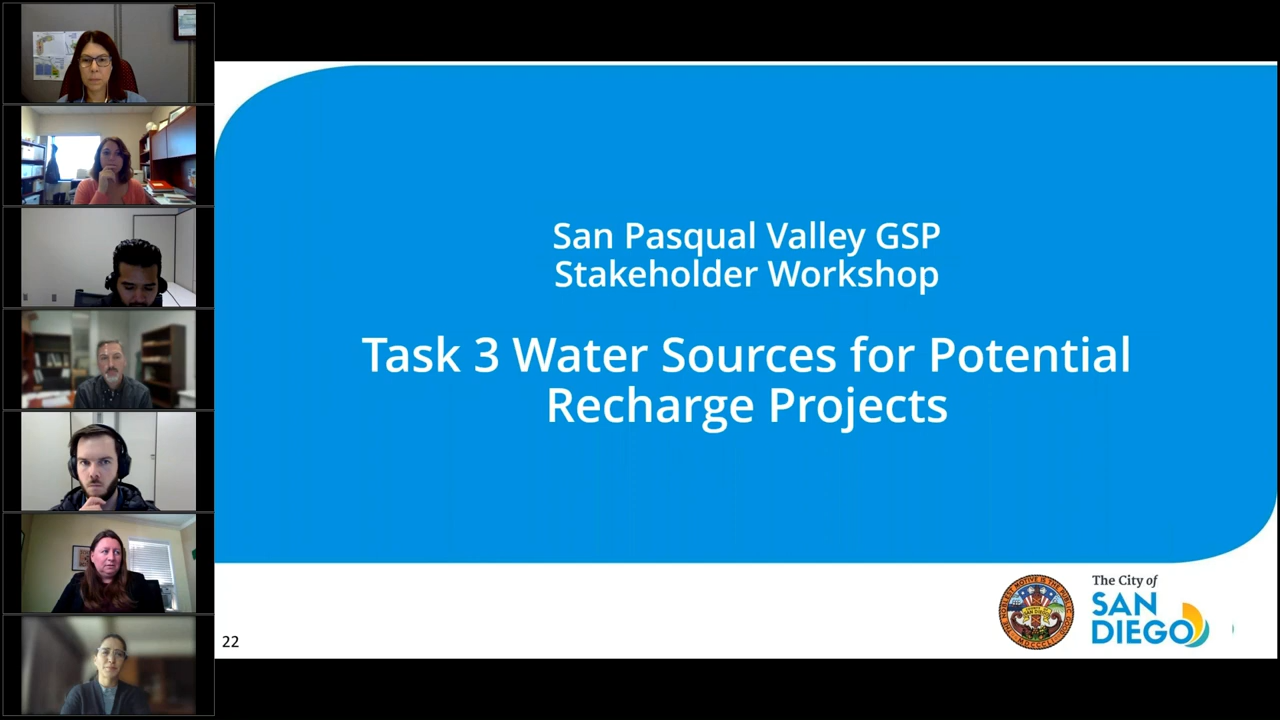 San Pasqual Valley GSP
Stakeholder Workshop
Task 3 Water Sources for Potential
Recharge Projects
The City of
SAN
DIEGO
22